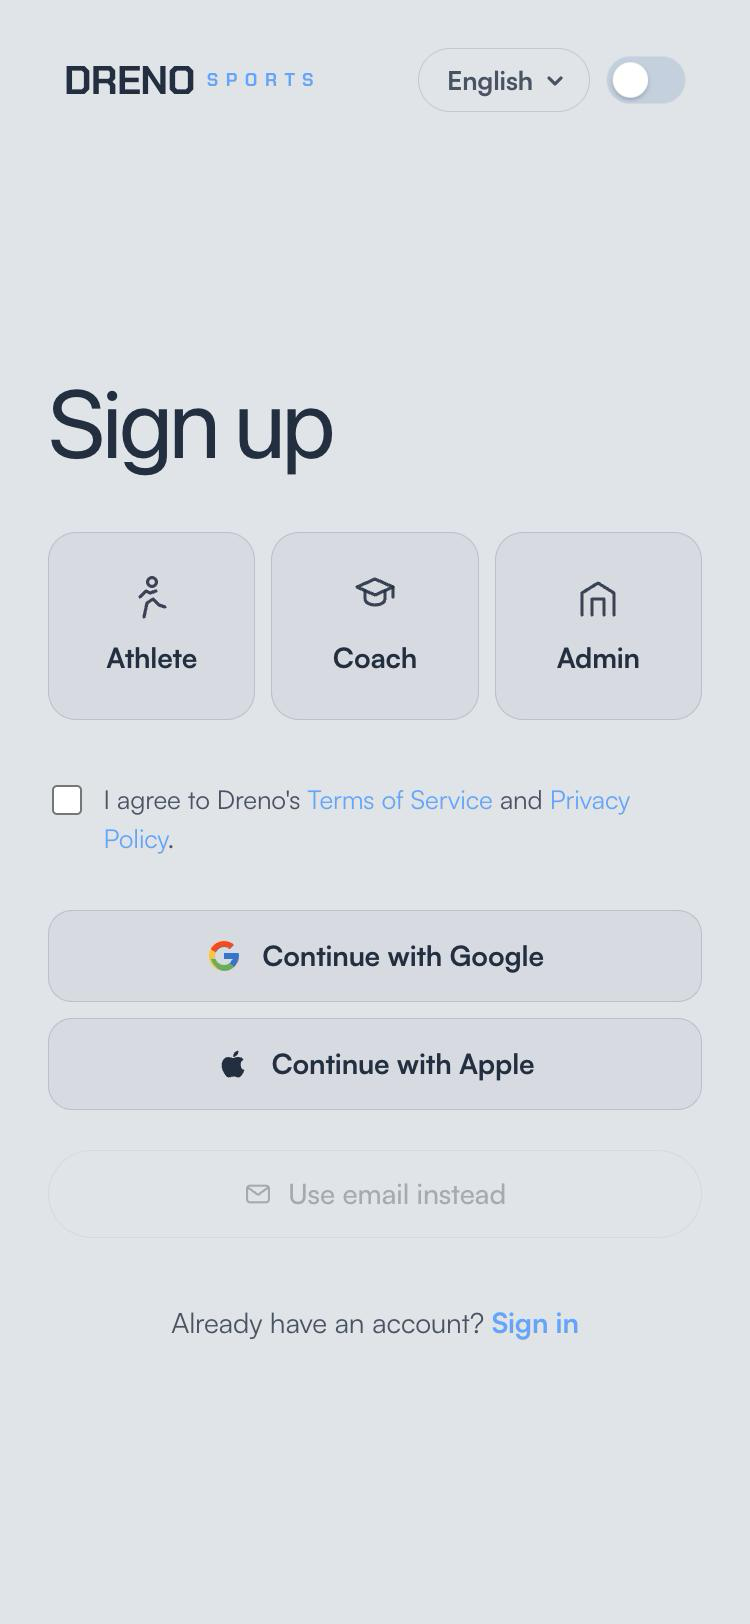 DRENO SPORTS
English
Sign up
Athlete
Coach
Admin
I agree to Dreno's Terms of Service and Privacy
Policy.
Continue with Google
Continue with Apple
Use email instead
Already have an account? Sign in